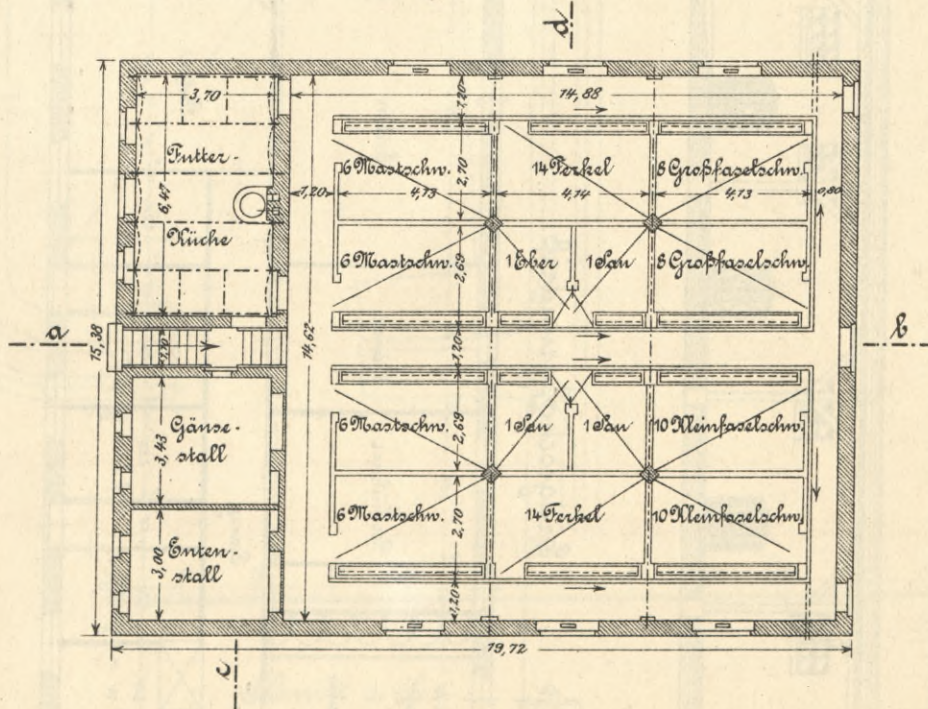 d
3,70
14,88
1,20
Futter-
6,47
Küche
6 Mastschw.
14 Ferkel
8 Großfaselschw.
1,20
4,13
2,70
4,14
4,13
0,80
6 Mastschw.
1 Eber
1 Sau
8 Großfaselschw.
2,69
a
15,38
1,20
14,62
1,20
b
Gänse-
stall
3,43
6 Mastschw.
1 Sau
1 Sau
10 Kleinfaselschw.
2,69
Enten-
stall
3,00
6 Mastschw.
14 Ferkel
10 Kleinfaselschw.
2,70
1,20
19,72
c